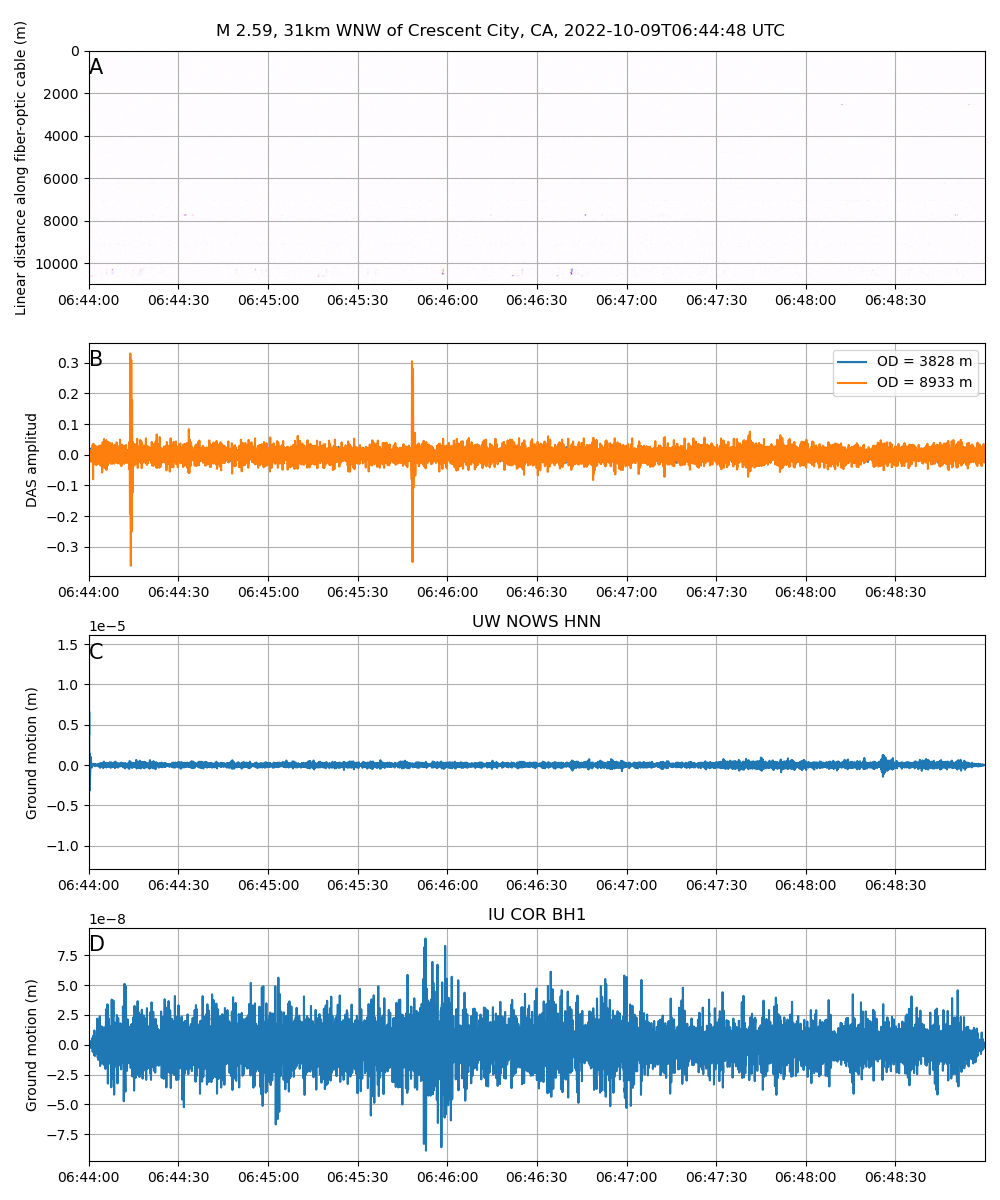 M 2.59, 31km WNW of Crescent City, CA, 2022-10-09T06:44:48 UTC
A
Linear distance along fiber-optic cable (m)
0
2000
4000
6000
8000
10000
06:44:00 06:44:30 06:45:00 06:45:30 06:46:00 06:46:30 06:47:00 06:47:30 06:48:00 06:48:30
B
DAS amplitud
OD = 3828 m
OD = 8933 m
0.3
0.2
0.1
0.0
−0.1
−0.2
−0.3
06:44:00 06:44:30 06:45:00 06:45:30 06:46:00 06:46:30 06:47:00 06:47:30 06:48:00 06:48:30
UW NOWS HNN
1e−5
C
Ground motion (m)
1.5
1.0
0.5
0.0
−0.5
−1.0
06:44:00 06:44:30 06:45:00 06:45:30 06:46:00 06:46:30 06:47:00 06:47:30 06:48:00 06:48:30
IU COR BH1
1e−8
D
Ground motion (m)
7.5
5.0
2.5
0.0
−2.5
−5.0
−7.5
06:44:00 06:44:30 06:45:00 06:45:30 06:46:00 06:46:30 06:47:00 06:47:30 06:48:00 06:48:30